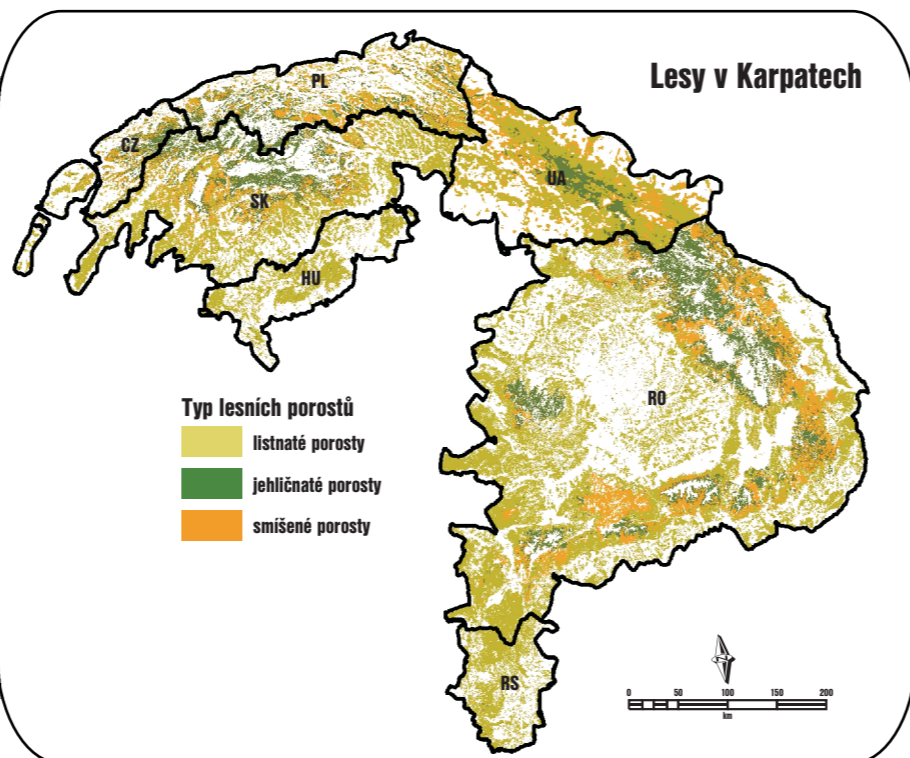 Lesy v Karpatech
PL
CZ
SK
UA
HU
RO
Typ lesních porostů
listnaté porosty
jehličnaté porosty
smíšené porosty
RS
0 50 100 150 200
km